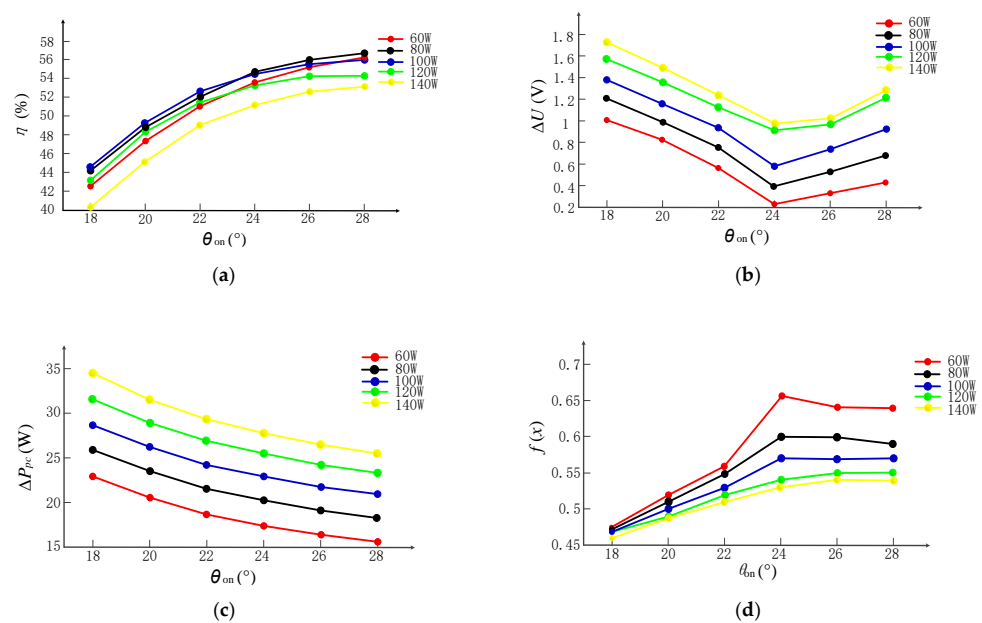 58
56
54
52
50
48
46
44
42
40
η (%)
18 20 22 24 26 28
θon (°)
60W
80W
100W
120W
140W
(a)
1.8
1.6
1.4
1.2
1
0.8
0.6
0.4
0.2
ΔU (V)
18 20 22 24 26 28
θon (°)
60W
80W
100W
120W
140W
(b)
35
30
25
20
15
ΔPpc (W)
18 20 22 24 26 28
θon (°)
60W
80W
100W
120W
140W
(c)
0.7
0.65
0.6
0.55
0.5
0.45
f (x)
18 20 22 24 26 28
θon (°)
60W
80W
100W
120W
140W
(d)